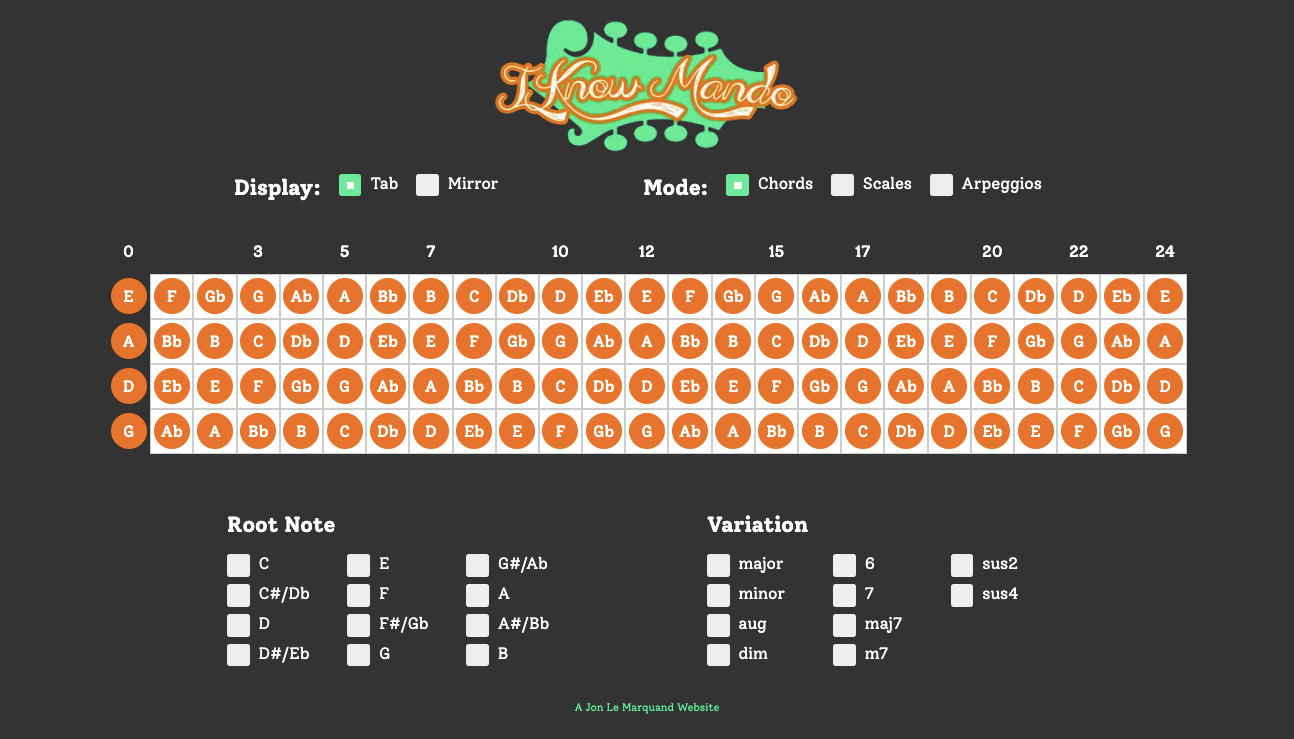 I Know Mando
Display: Tab Mirror Mode: Chords Scales Arpeggios
0 3 5 7 10 12 15 17 20 22 24
E F Gb G Ab A Bb B C Db D Eb E F Gb G Ab A Bb B C Db D Eb E
A Bb B C Db D Eb E F Gb G Ab A Bb B C Db D Eb E F Gb G Ab A
D Eb E F Gb G Ab A Bb B C Db D Eb E F Gb G Ab A Bb B C Db D
G Ab A Bb B C Db D Eb E F Gb G Ab A Bb B C Db D Eb E F Gb G
Root Note Variation
C E G#/Ab major 6 sus2
C#/Db F A minor 7 sus4
D F#/Gb A#/Bb aug maj7
D#/Eb G B dim m7
A Jon Le Marquand Website